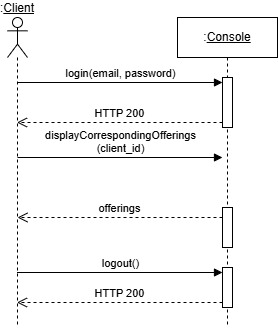 :Client
:Console
login(email, password)
HTTP 200
displayCorrespondingOfferings
(client_id)
offerings
logout()
HTTP 200